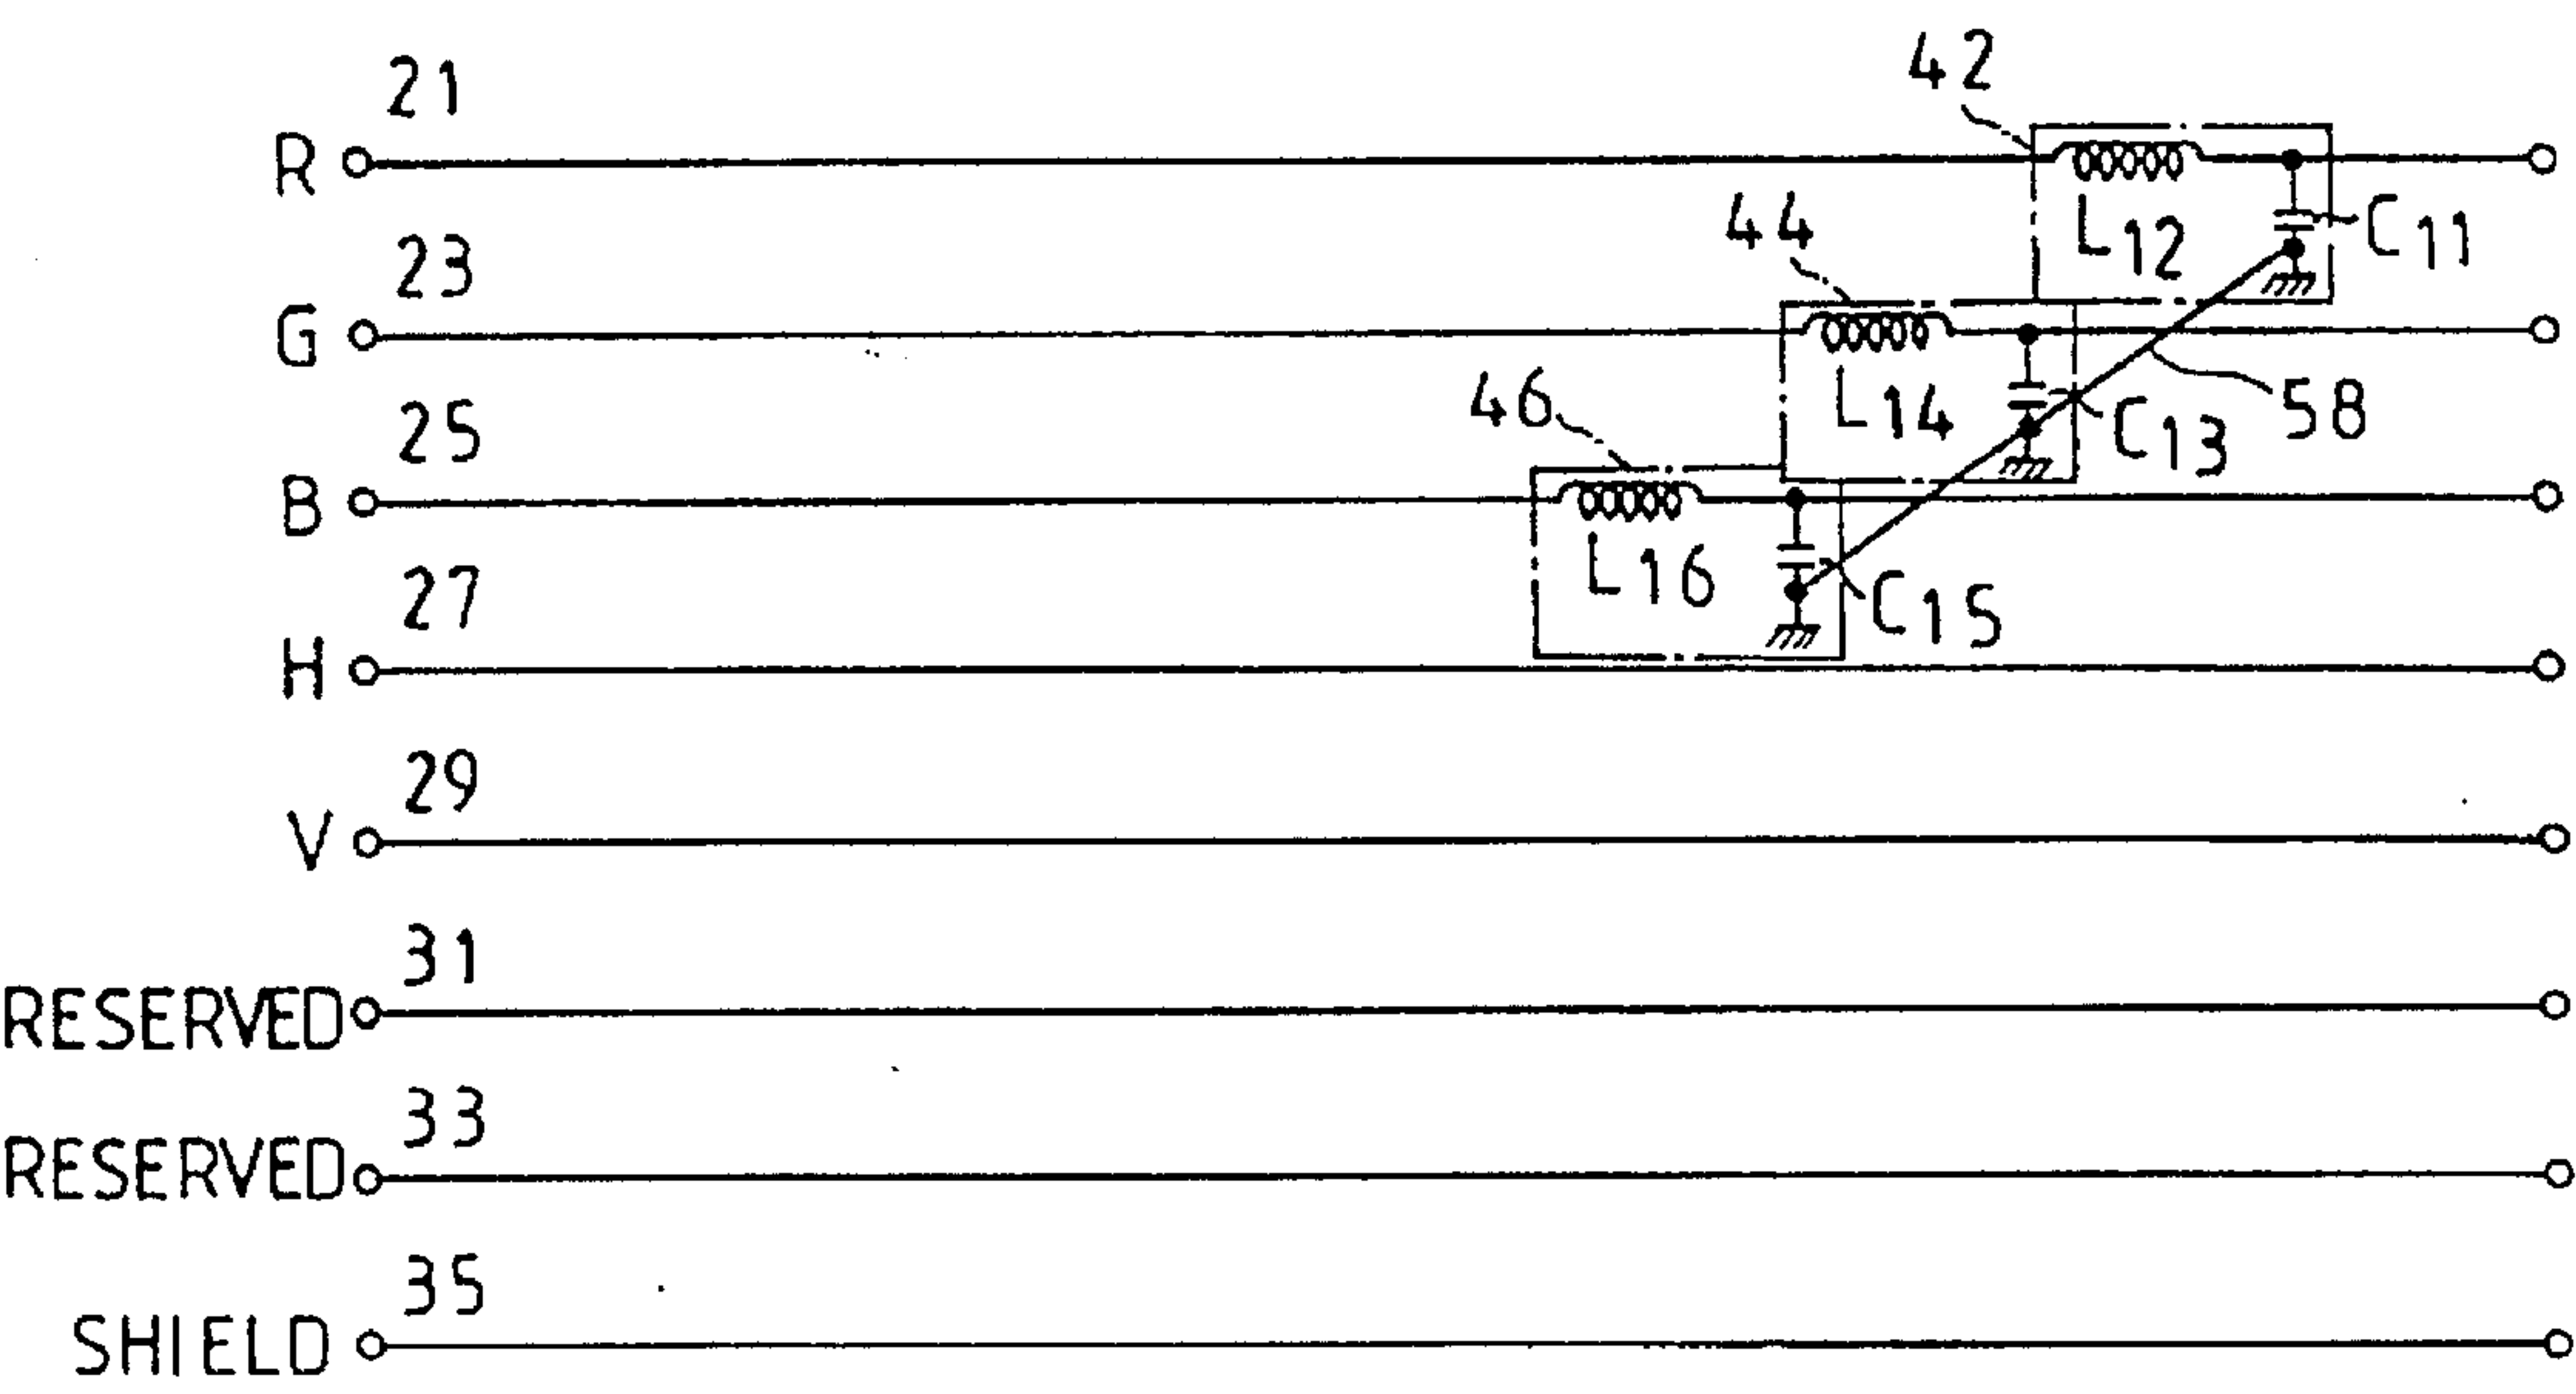 42
21
R
L12
C11
44
23
G
L14
C13
58
46
25
B
L16
C15
27
H
29
V
31
RESERVED
33
RESERVED
35
SHIELD